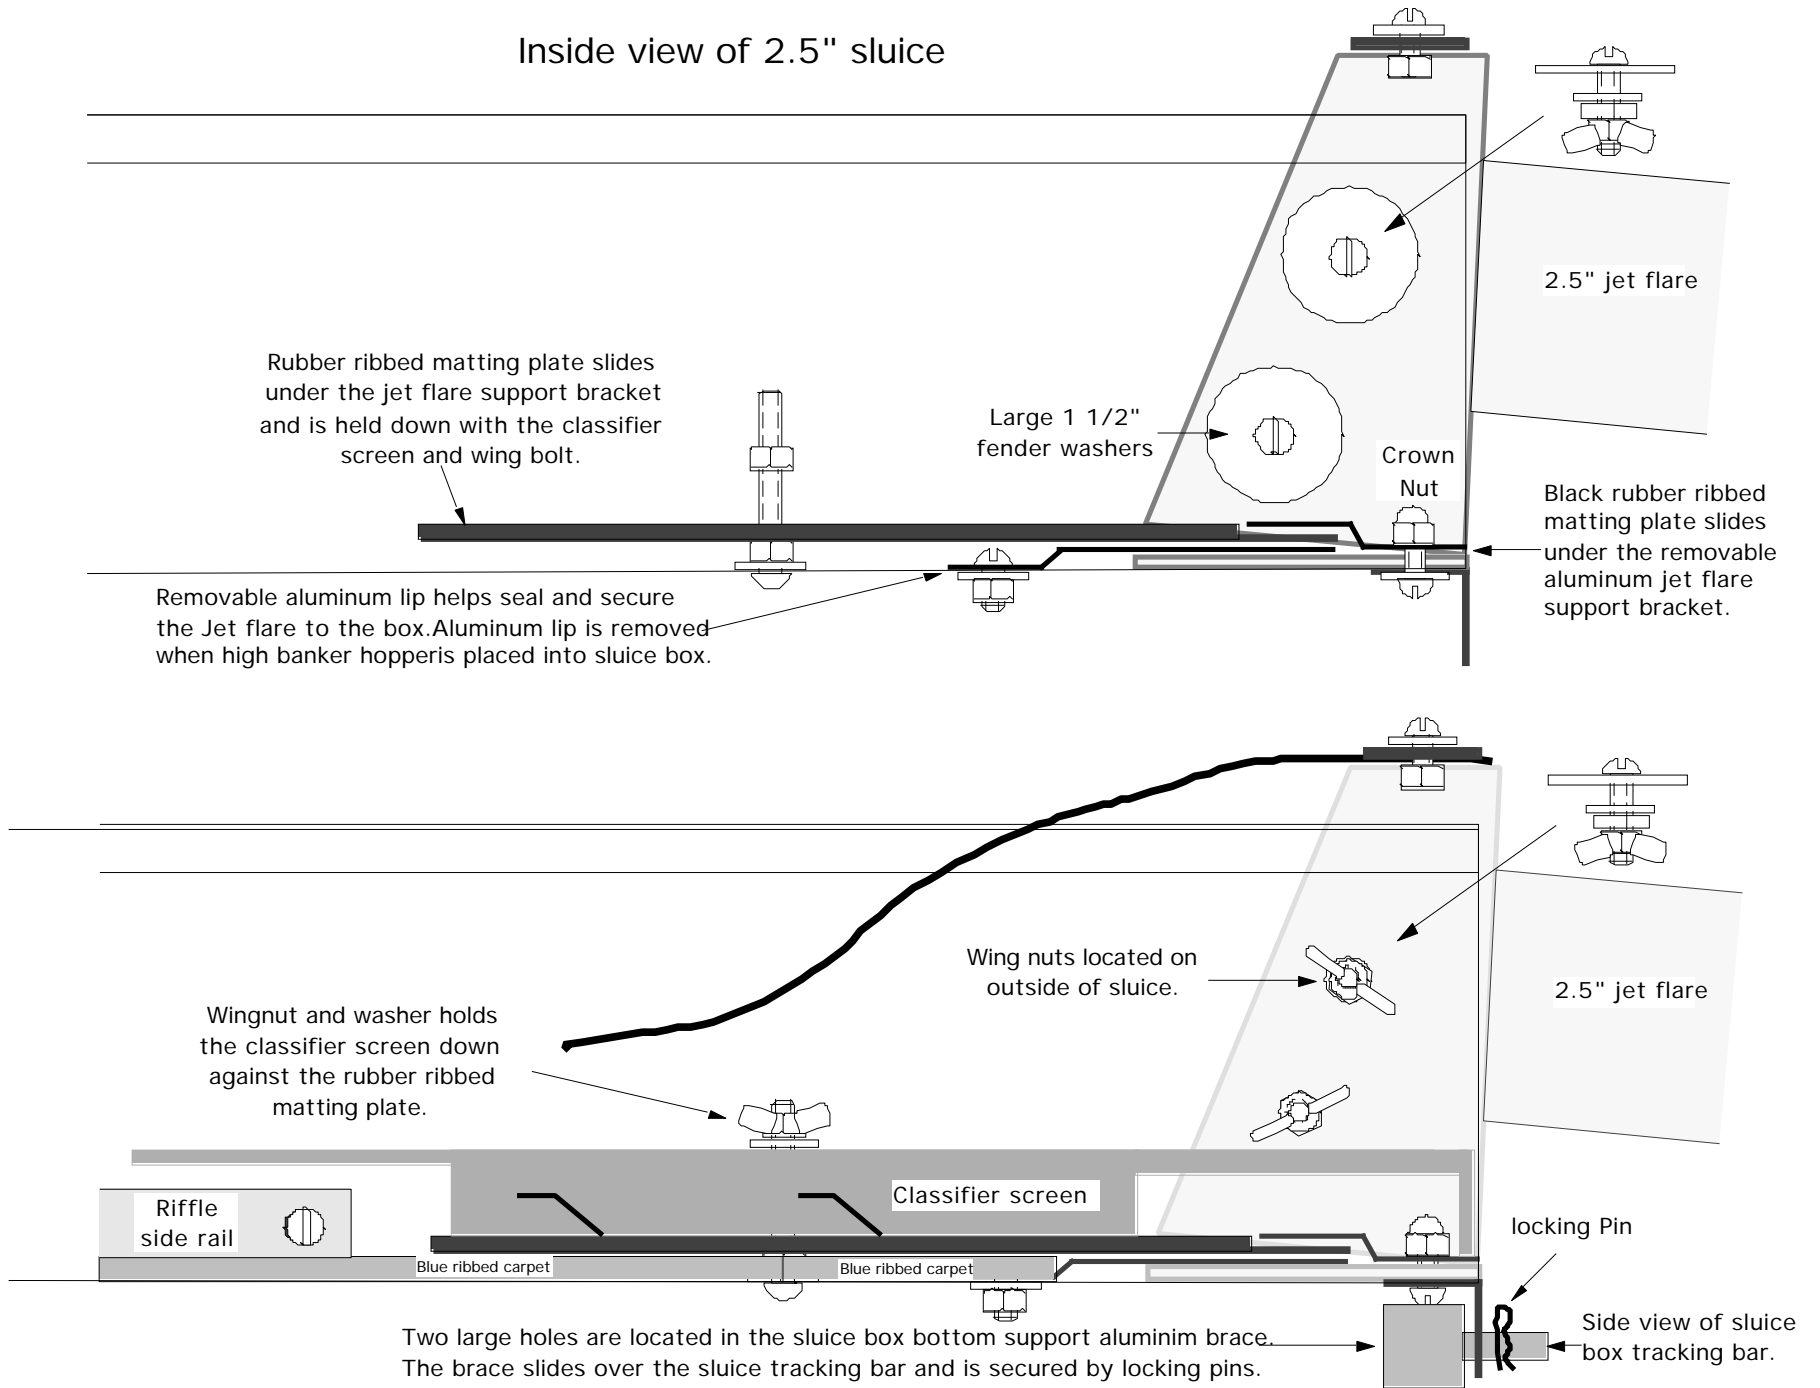 Inside view of 2.5" sluice
2.5" jet flare
Rubber ribbed matting plate slides
under the jet flare support bracket
and is held down with the classifier
screen and wing bolt.
Large 1 1/2"
fender washers
Crown
Nut
Black rubber ribbed
matting plate slides
under the removable
aluminum jet flare
support bracket.
Removable aluminum lip helps seal and secure
the Jet flare to the box.Aluminum lip is removed
when high banker hopperis placed into sluice box.
Wing nuts located on
outside of sluice.
2.5" jet flare
Wingnut and washer holds
the classifier screen down
against the rubber ribbed
matting plate.
Classifier screen
Riffle
side rail
locking Pin
Blue ribbed carpet
Blue ribbed carpet
Side view of sluice
box tracking bar.
Two large holes are located in the sluice box bottom support aluminim brace.
The brace slides over the sluice tracking bar and is secured by locking pins.